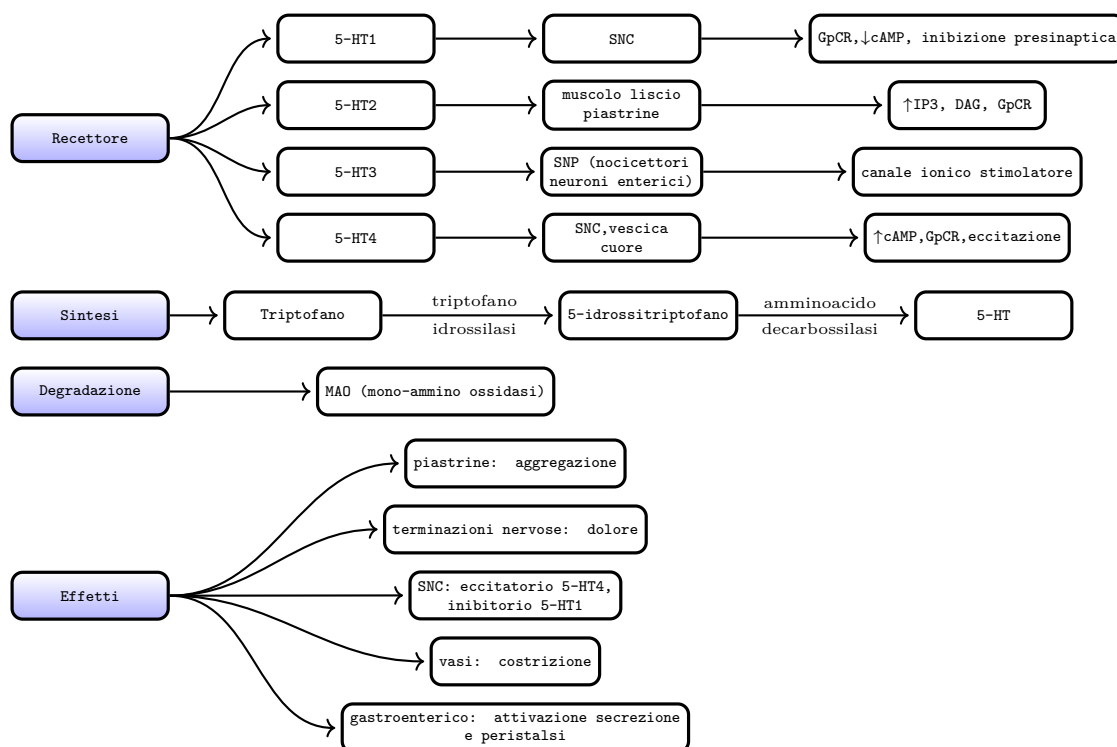 5-HT1
SNC
GpCR,↓cAMP, inibizione presinaptica
5-HT2
muscolo liscio
piastrine
↑IP3, DAG, GpCR
Recettore
5-HT3
SNP (nocicettori
neuroni enterici)
canale ionico stimolatore
5-HT4
SNC,vescica
cuore
↑cAMP,GpCR,eccitazione
Sintesi
Triptofano
triptofano
idrossilasi
5-idrossitriptofano
amminoacido
decarbossilasi
5-HT
Degradazione
MAO (mono-ammino ossidasi)
piastrine: aggregazione
terminazioni nervose: dolore
Effetti
SNC: eccitatorio 5-HT4,
inibitorio 5-HT1
vasi: costrizione
gastroenterico: attivazione secrezione
e peristalsi